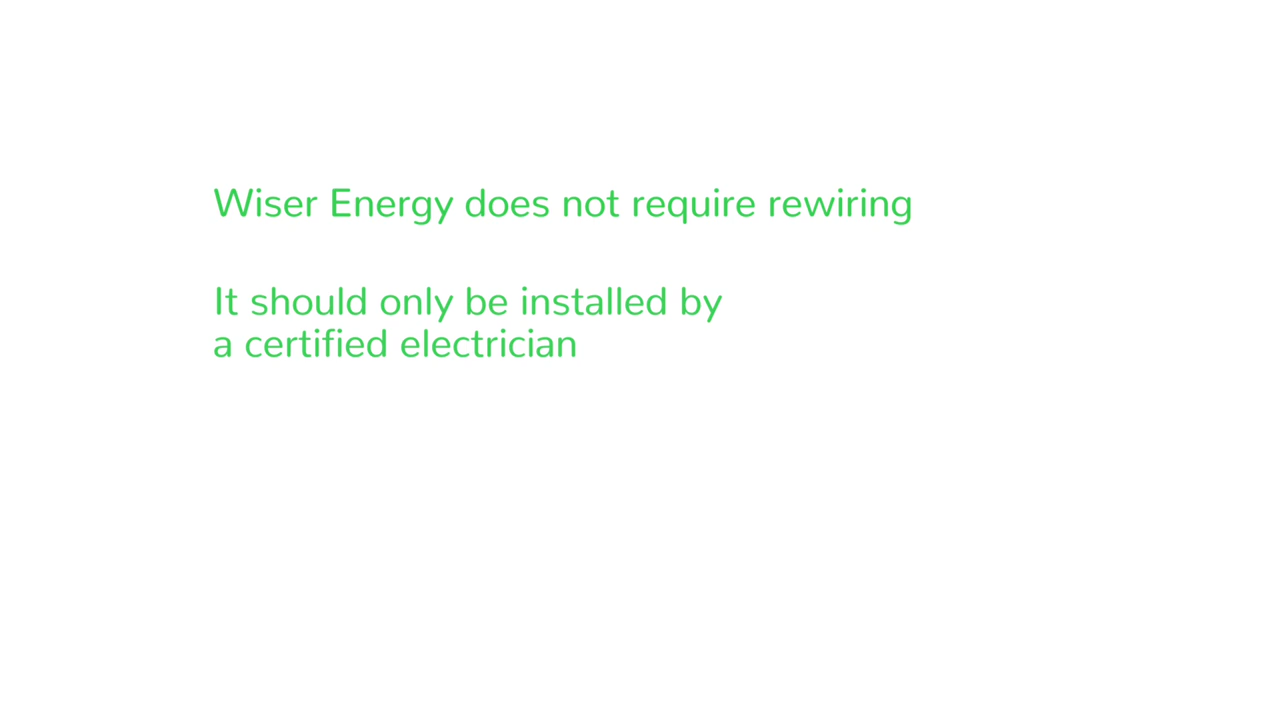 Wiser Energy does not require rewiring
It should only be installed by
a certified electrician